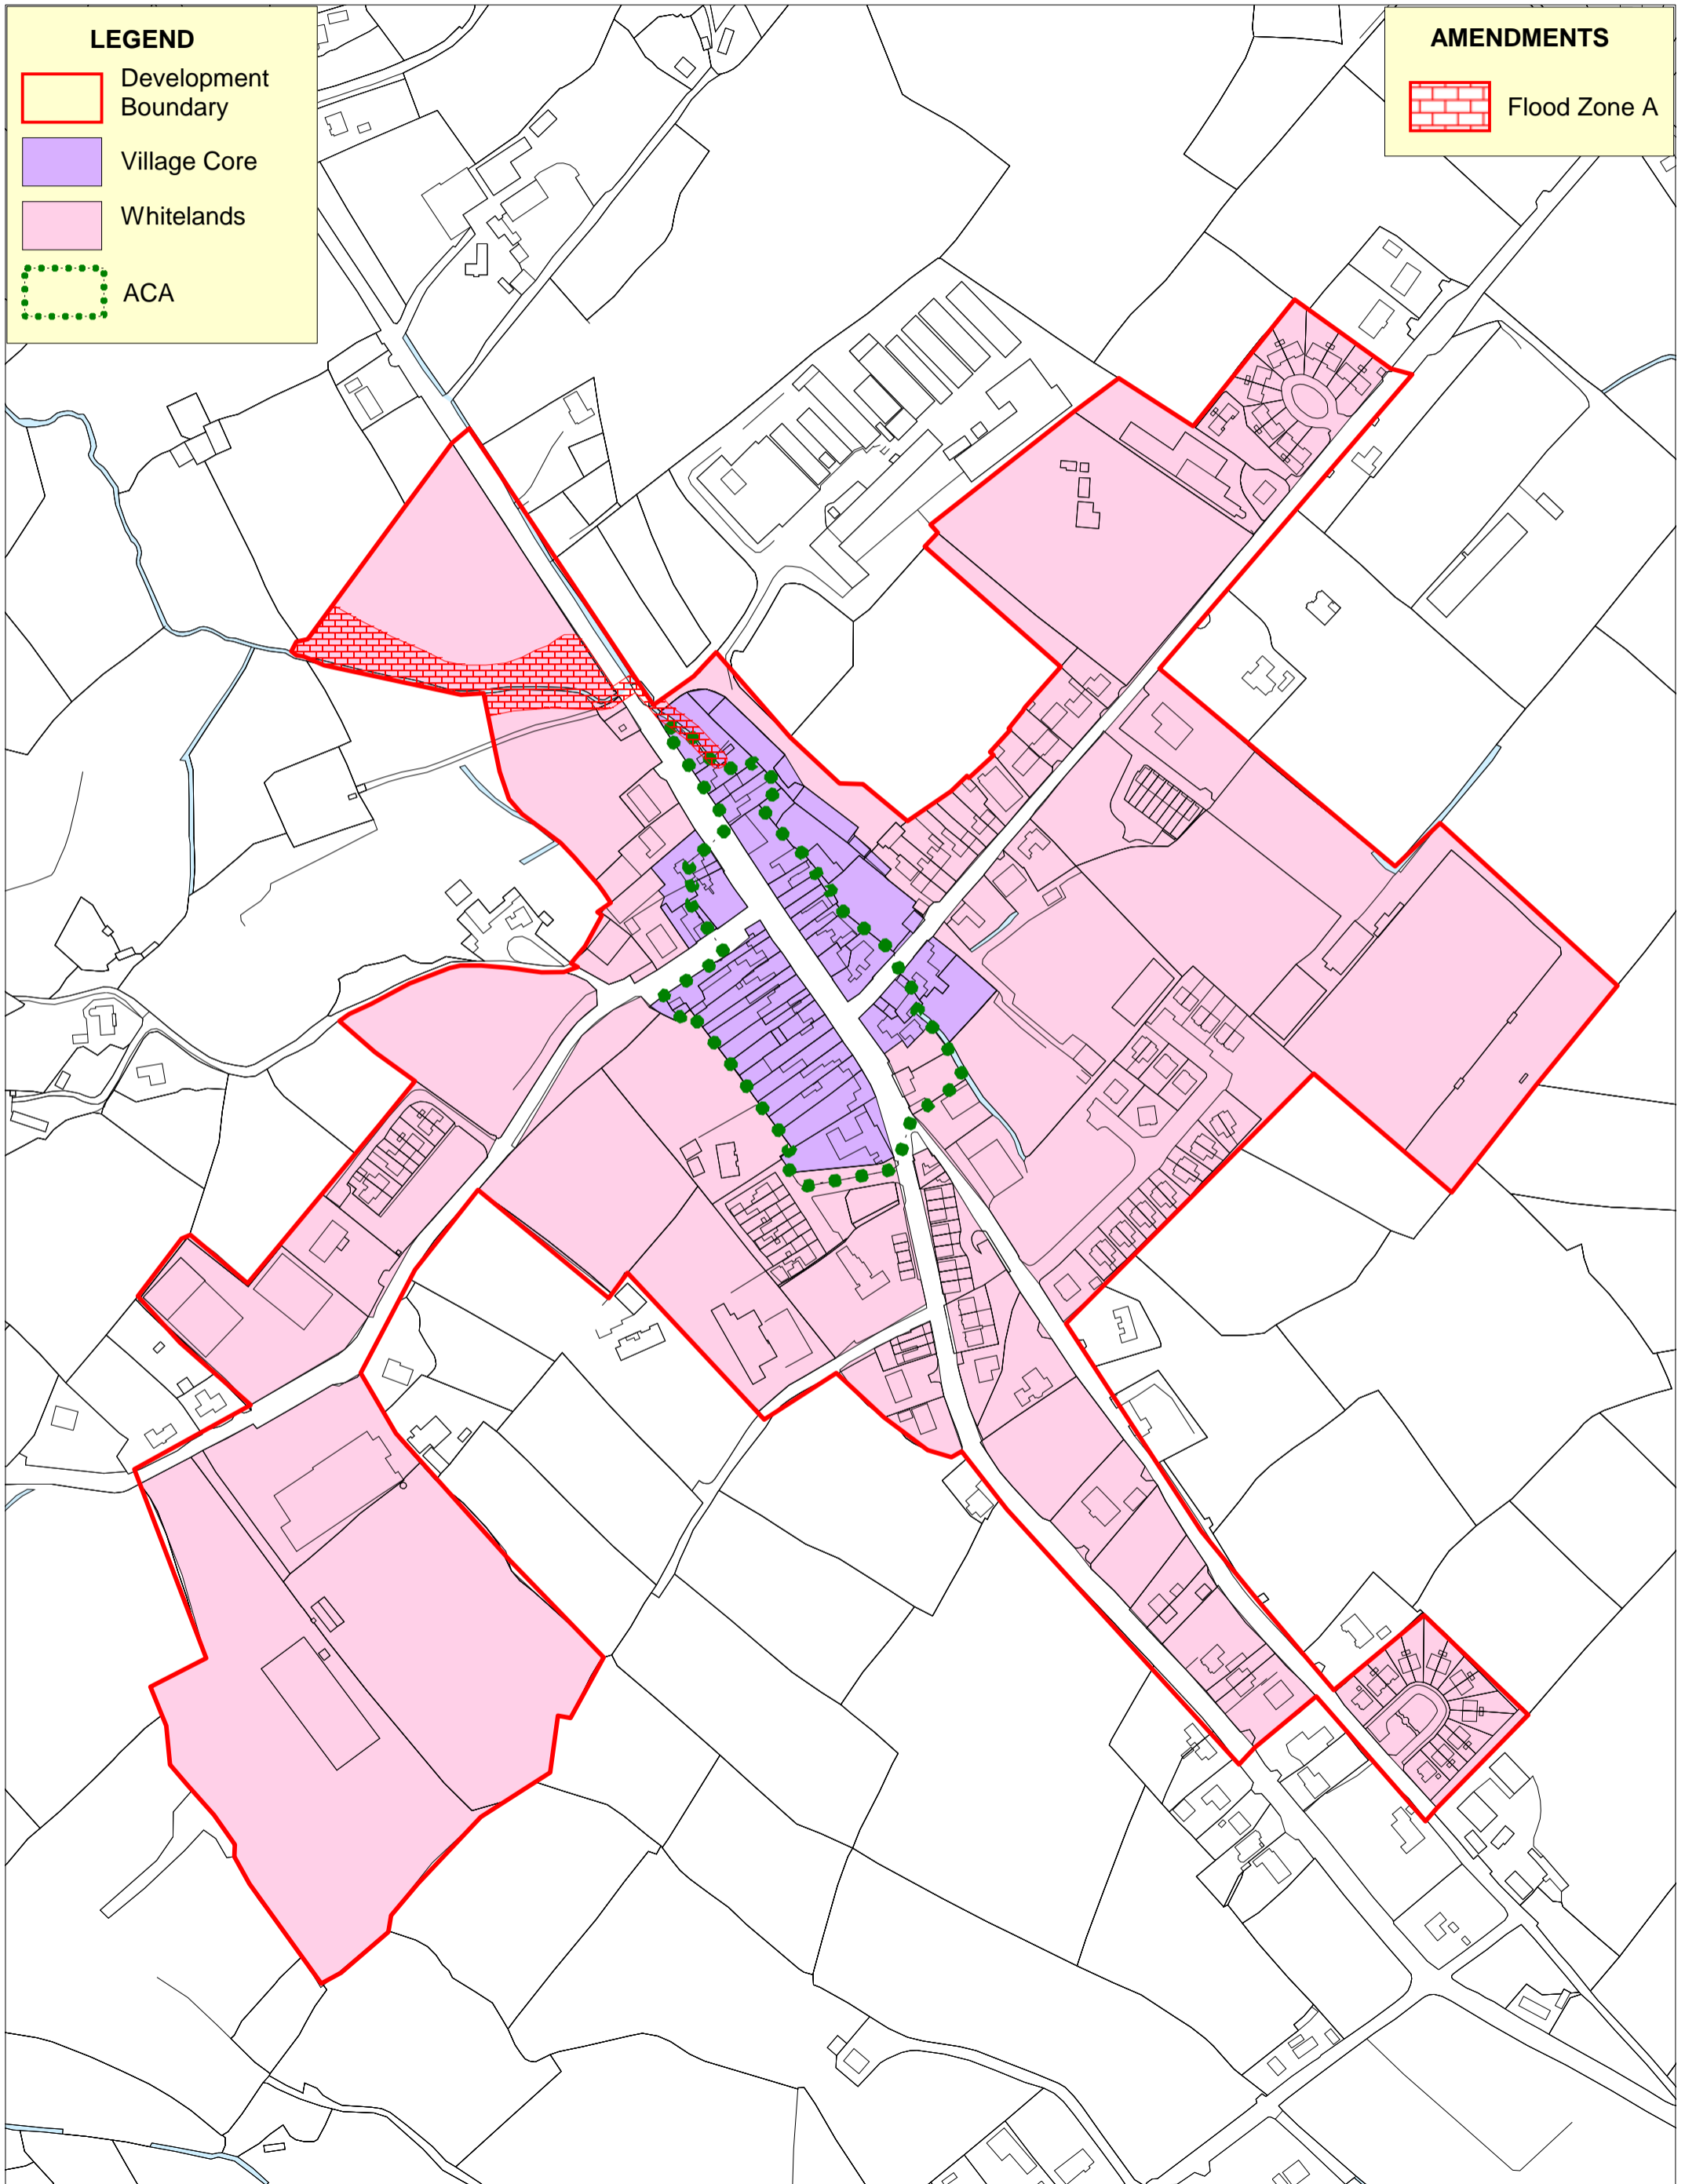 LEGEND
Development
Boundary
Village Core
Whitelands
ACA
AMENDMENTS
Flood Zone A